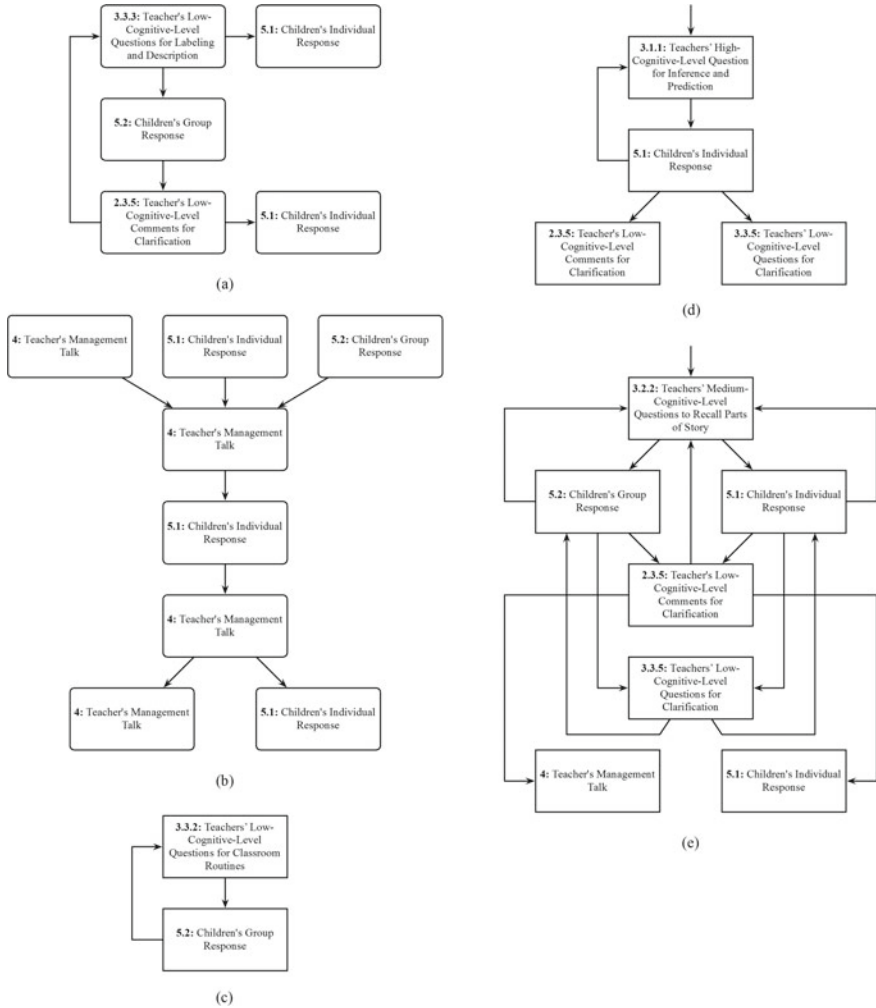 3.3.3: Teacher's Low-
Cognitive-Level
Questions for Labeling
and Description
5.1: Children's Individual
Response
5.2: Children's Group
Response
2.3.5: Teacher's Low-
Cognitive-Level
Comments for
Clarification
5.1: Children's Individual
Response
(a)
4: Teacher's Management
Talk
5.1: Children's Individual
Response
5.2: Children's Group
Response
4: Teacher's Management
Talk
5.1: Children's Individual
Response
4: Teacher's Management
Talk
4: Teacher's Management
Talk
5.1: Children's Individual
Response
(b)
3.3.2: Teachers' Low-
Cognitive-Level
Questions for Classroom
Routines
5.2: Children's Group
Response
(c)
3.1.1: Teachers' High-
Cognitive-Level Question
for Inference and
Prediction
5.1: Children's Individual
Response
2.3.5: Teacher's Low-
Cognitive-Level
Comments for
Clarification
3.3.5: Teachers' Low-
Cognitive-Level
Questions for
Clarification
(d)
3.2.2: Teachers' Medium-
Cognitive-Level
Questions to Recall Parts
of Story
5.2: Children's Group
Response
5.1: Children's Individual
Response
2.3.5: Teacher's Low-
Cognitive-Level
Comments for
Clarification
3.3.5: Teachers' Low-
Cognitive-Level
Questions for
Clarification
4: Teacher's Management
Talk
5.1: Children's Individual
Response
(e)